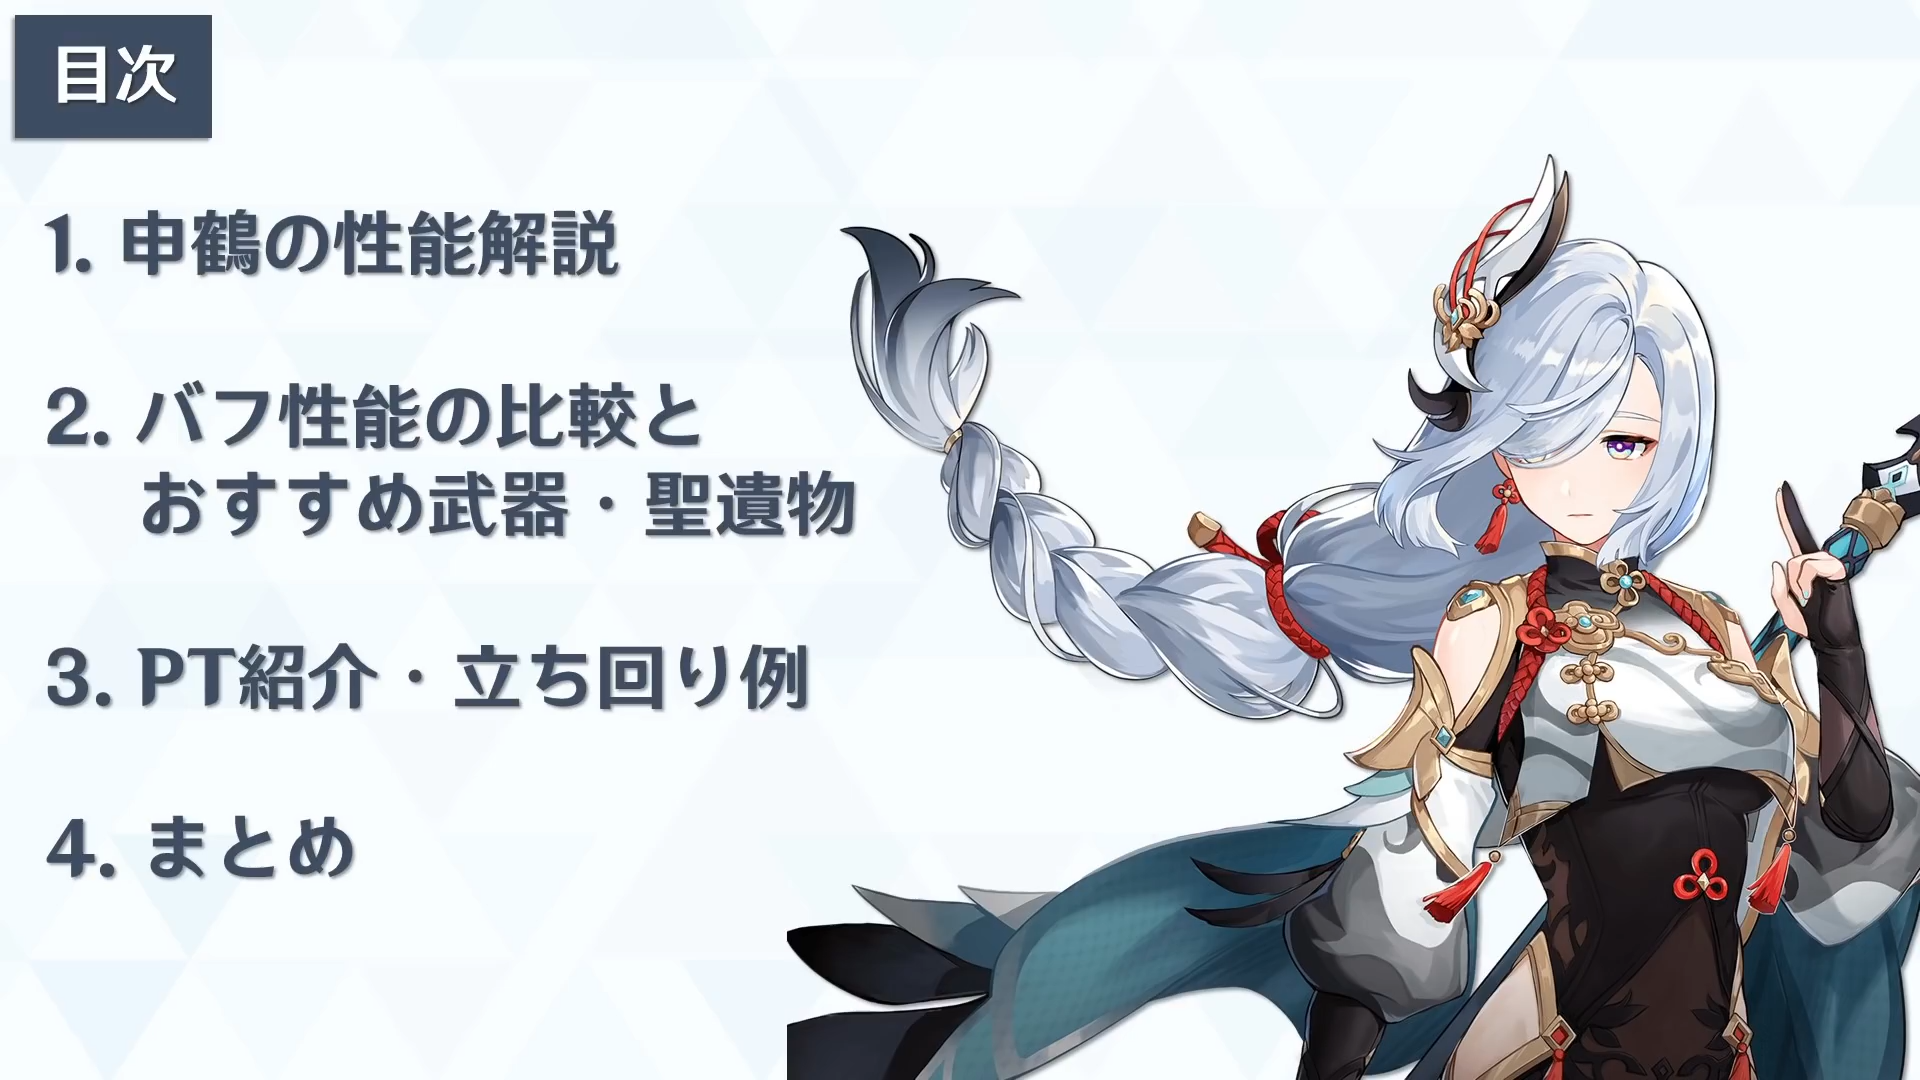 目次
1. 申鶴の性能解説
2. バフ性能の比較と
おすすめ武器・聖遺物
3. PT紹介・立ち回り例
4. まとめ